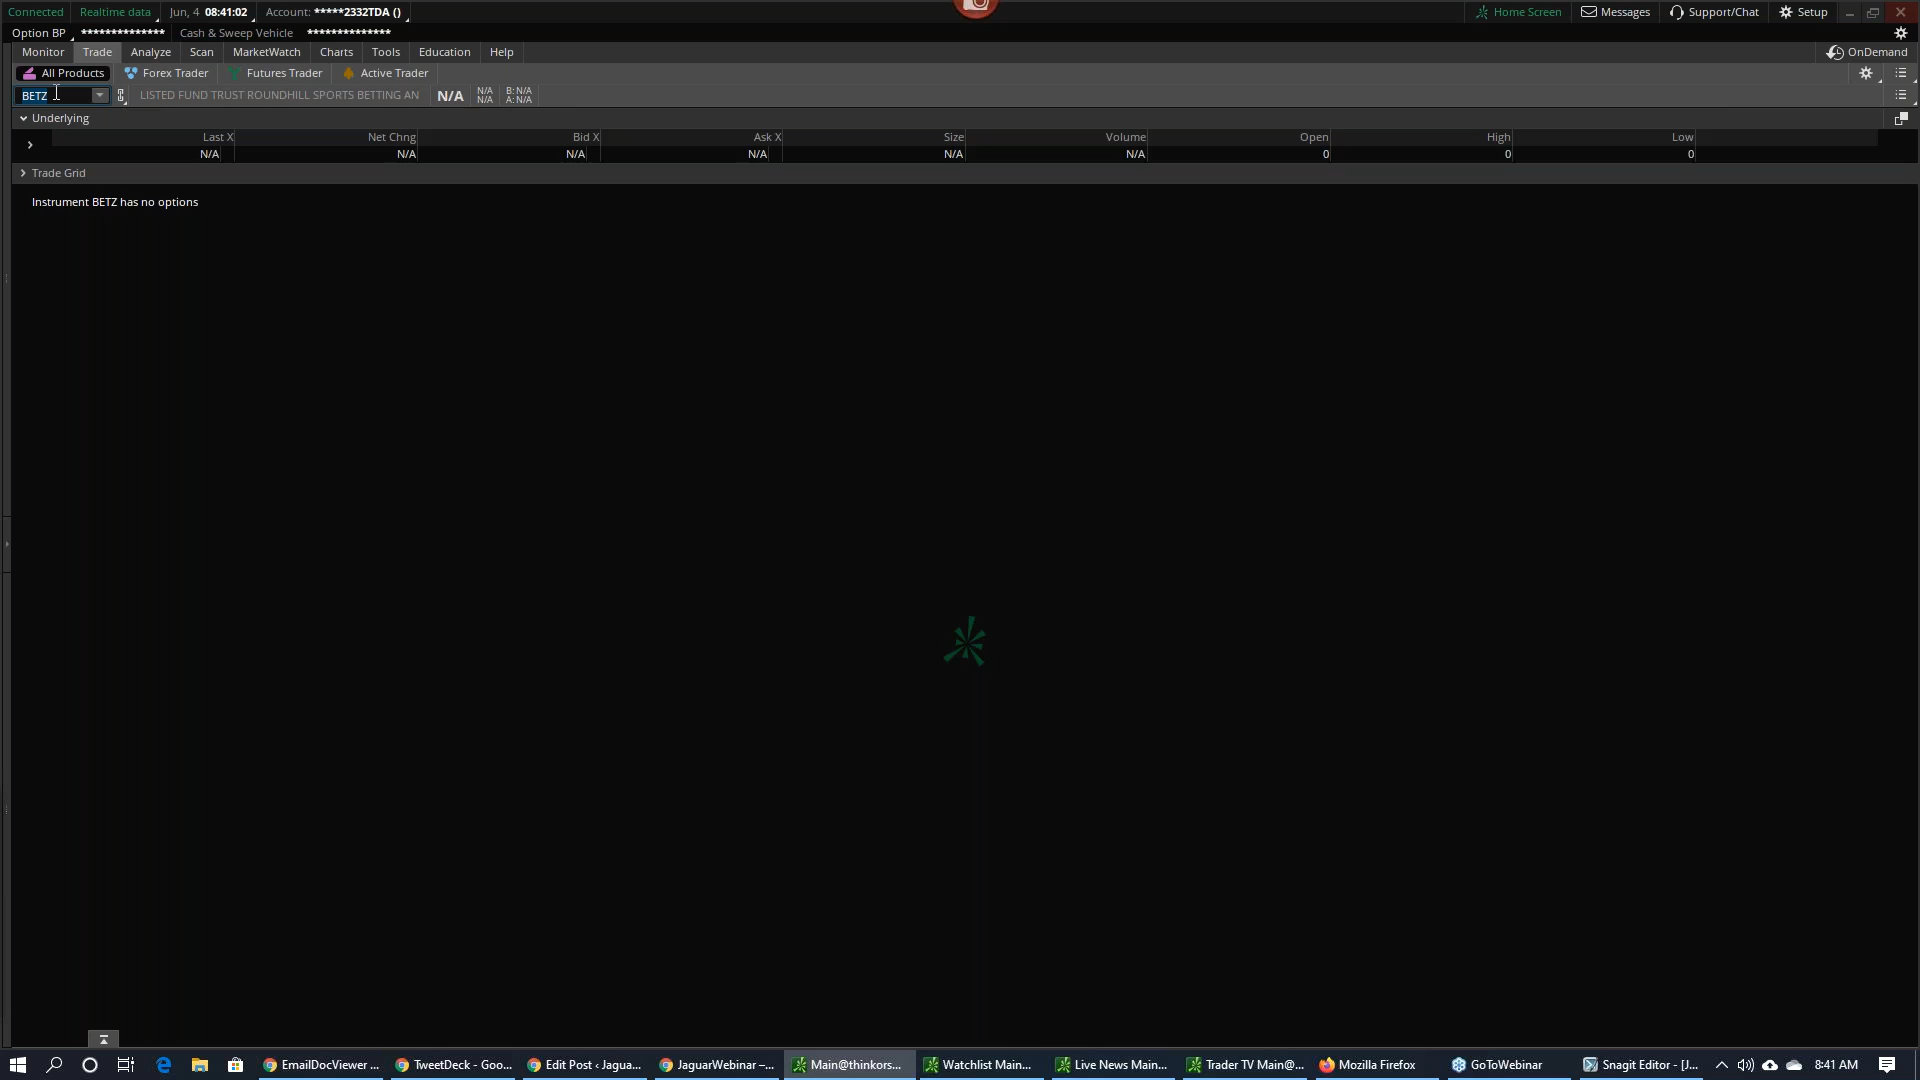 Connected Realtime data Jun, 4 08:41:02 Account: *****2332TDA () Home Screen Messages Support/Chat Setup
Option BP ************** Cash & Sweep Vehicle **************
Monitor Trade Analyze Scan MarketWatch Charts Tools Education Help OnDemand
All Products Forex Trader Futures Trader Active Trader
BETZ LISTED FUND TRUST ROUNDHILL SPORTS BETTING AN N/A N/A B: N/A
N/A A: N/A
Underlying
Last X Net Chng Bid X Ask X Size Volume Open High Low
N/A N/A N/A N/A N/A N/A 0 0 0
Trade Grid
Instrument BETZ has no options
EmailDocViewer ... TweetDeck - Goo... Edit Post ‹ Jagua... JaguarWebinar –... Main@thinkors... Watchlist Main... Live News Main... Trader TV Main@... Mozilla Firefox GoToWebinar Snagit Editor - [J... 8:41 AM